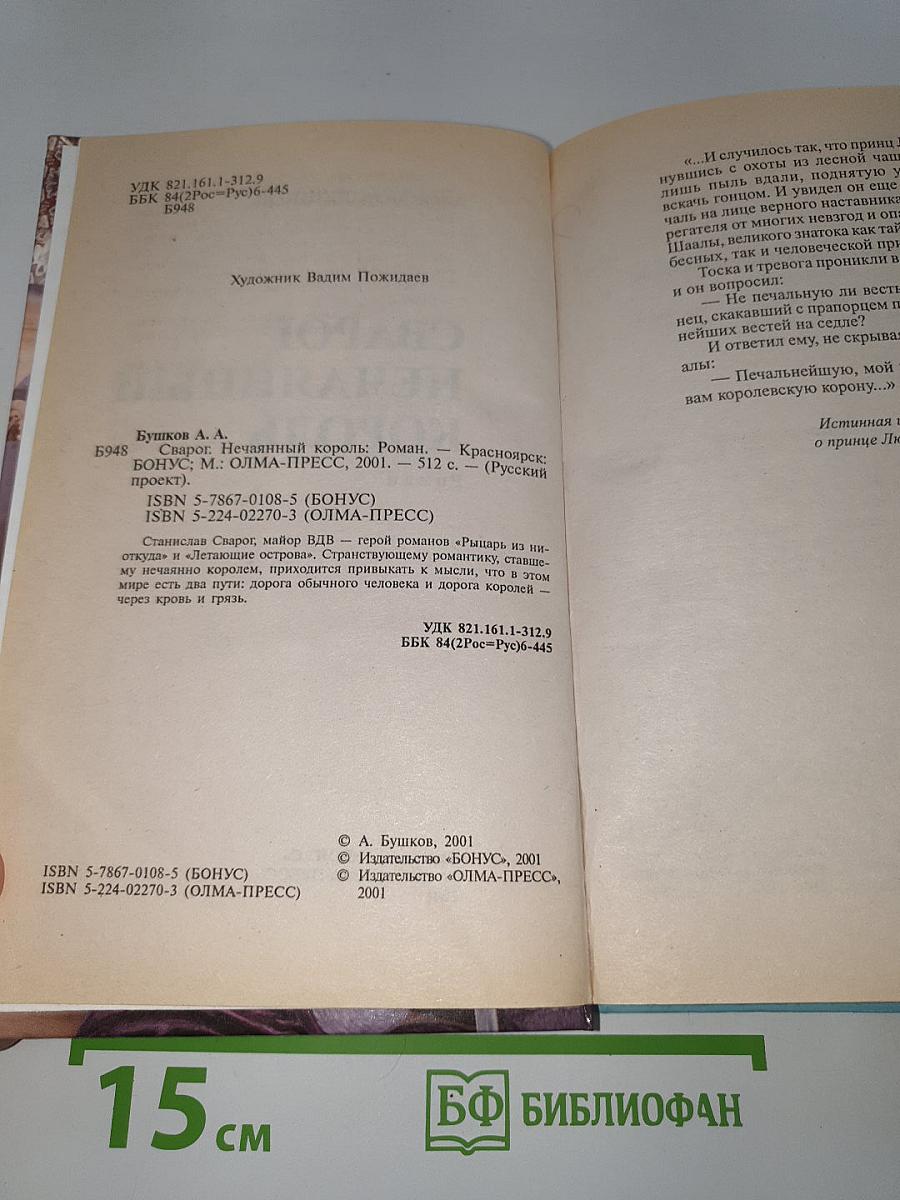 УДК 821.161.1-312.9
ББК 84(2Рос=Рус)6-445
Б948
Художник Вадим Пожидаев
Бушков А. А.
Б948 Сварог. Нечаянный король: Роман. — Красноярск:
БОНУС; М.: ОЛМА-ПРЕСС, 2001. — 512 с. — (Русский
проект).
ISBN 5-7867-0108-5 (БОНУС)
ISBN 5-224-02270-3 (ОЛМА-ПРЕСС)
Станислав Сварог, майор ВДВ — герой романов «Рыцарь из ни-
откуда» и «Летающие острова». Странствующему романтику, ставше-
му нечаянно королем, приходится привыкать к мысли, что в этом
мире есть два пути: дорога обычного человека и дорога королей —
через кровь и грязь.
УДК 821.161.1-312.9
ББК 84(2Рос=Рус)6-445
ISBN 5-7867-0108-5 (БОНУС)
ISBN 5-224-02270-3 (ОЛМА-ПРЕСС)
© А. Бушков, 2001
© Издательство «БОНУС», 2001
© Издательство «ОЛМА-ПРЕСС»,
2001
«...И случилось так, что принц
нувшись с охоты из лесной чащ
лишь пыль вдали, поднятую у
вскачь гонцом. И увидел он еще
чаль на лице верного наставника
регателя от многих невзгод и опа
Шаалы, великого знатока как тай
бесных, так и человеческой при
Тоска и тревога проникли в
и он вопросил:
— Не печальную ли весть
нец, скакавший с прапорцем п
нейших вестей на седле?
И ответил ему, не скрывая
алы:
— Печальнейшую, мой
вам королевскую корону...»
Истинная и
о принце Лю
15 см
БФ БИБЛИОФАН